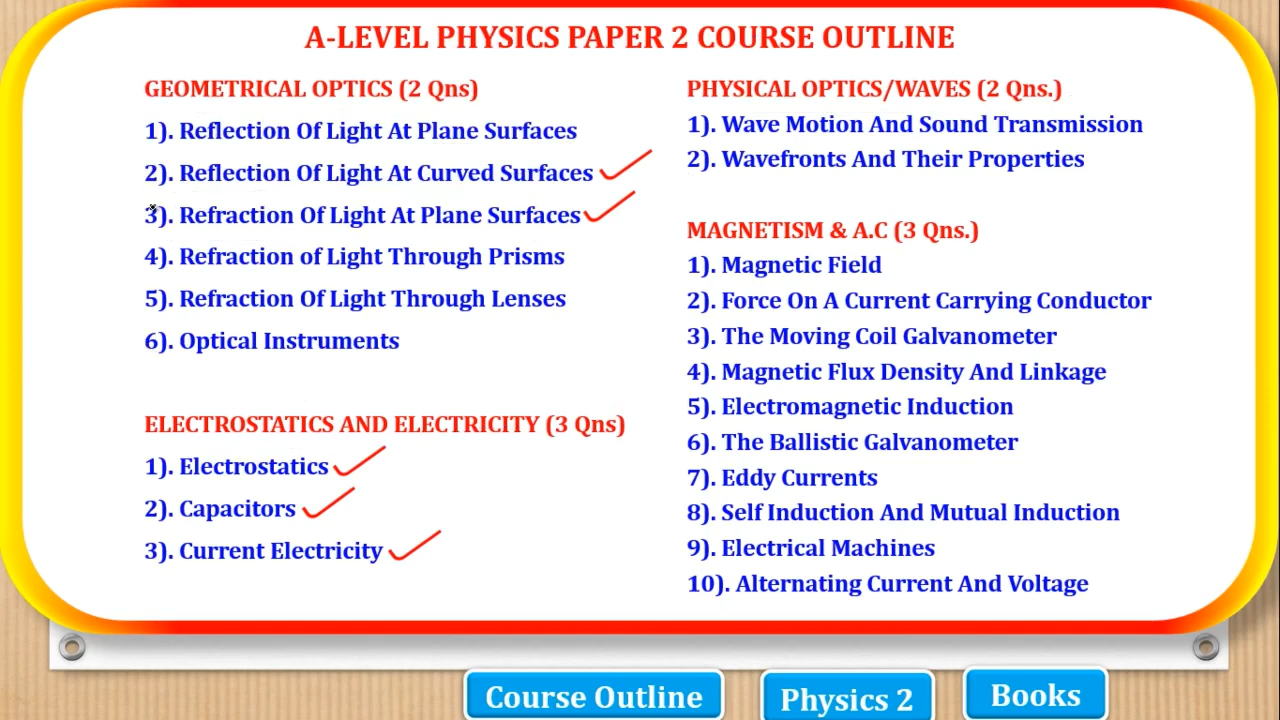 A-LEVEL PHYSICS PAPER 2 COURSE OUTLINE
GEOMETRICAL OPTICS (2 Qns)
1). Reflection Of Light At Plane Surfaces
2). Reflection Of Light At Curved Surfaces
3). Refraction Of Light At Plane Surfaces
4). Refraction of Light Through Prisms
5). Refraction Of Light Through Lenses
6). Optical Instruments
ELECTROSTATICS AND ELECTRICITY (3 Qns)
1). Electrostatics
2). Capacitors
3). Current Electricity
PHYSICAL OPTICS/WAVES (2 Qns.)
1). Wave Motion And Sound Transmission
2). Wavefronts And Their Properties
MAGNETISM & A.C (3 Qns.)
1). Magnetic Field
2). Force On A Current Carrying Conductor
3). The Moving Coil Galvanometer
4). Magnetic Flux Density And Linkage
5). Electromagnetic Induction
6). The Ballistic Galvanometer
7). Eddy Currents
8). Self Induction And Mutual Induction
9). Electrical Machines
10). Alternating Current And Voltage
Course Outline
Physics 2
Books